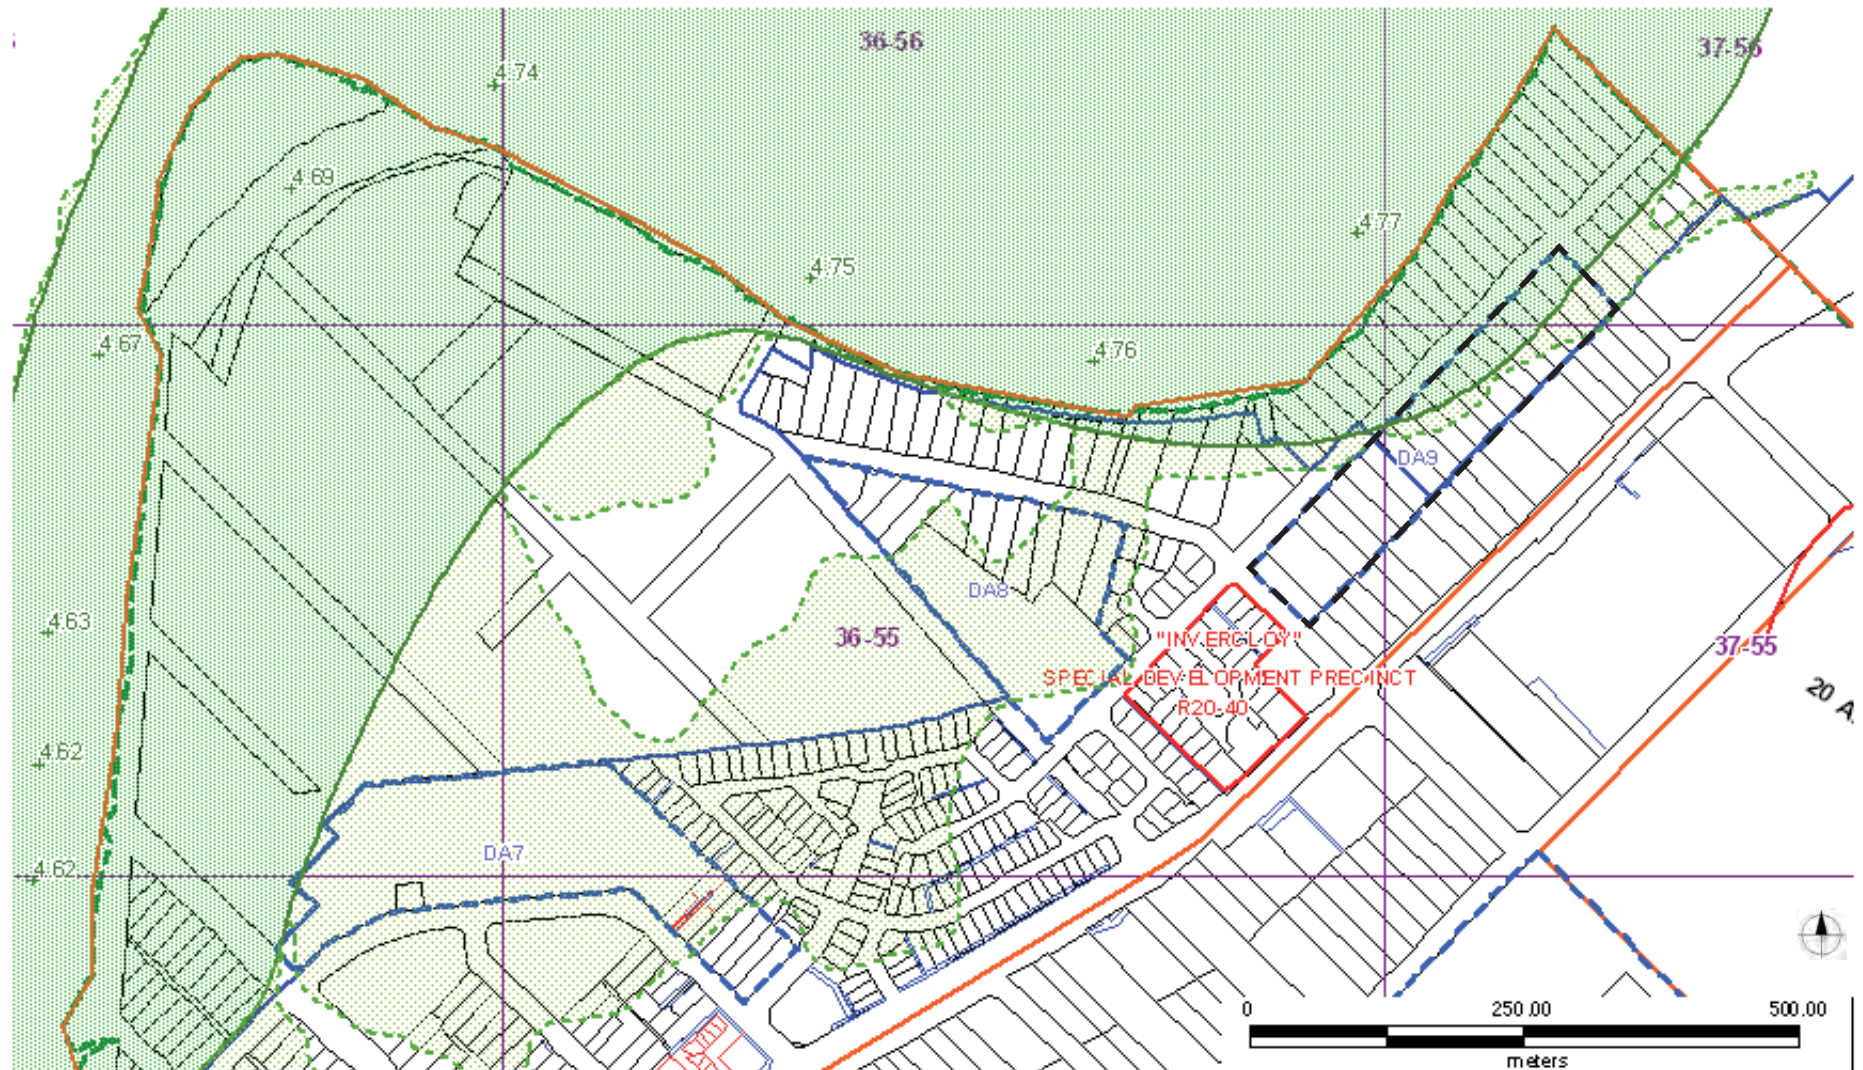 36-56
37-56
4.74
4.69
4.77
4.75
4.67
4.76
DA9
DA8
4.63
36-55
"INVERGLOY"
37-55
SPECIAL DEVELOPMENT PRECINCT
20 A
R20-40
4.62
DA7
4.62
0 250.00 500.00
meters